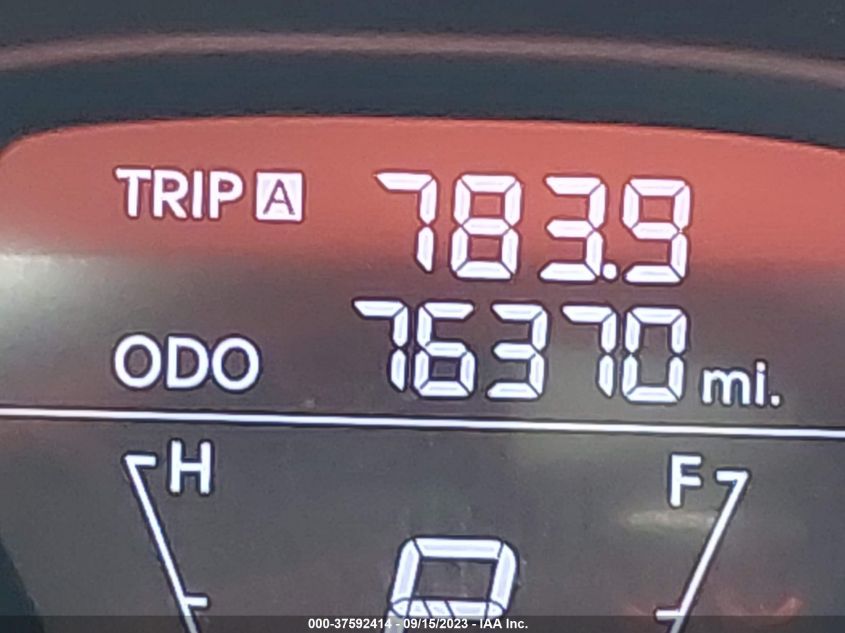 TRIP A 783.9
ODO 76370 mi.
H F
P
000-37592414 - 09/15/2023 - IAA Inc.